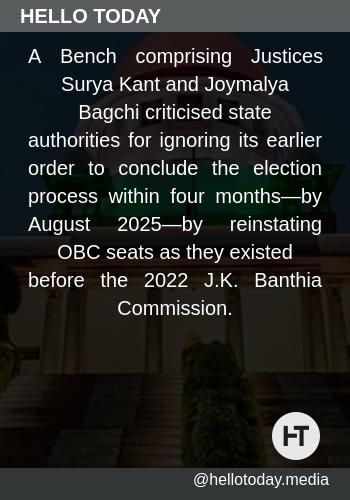 HELLO TODAY
A Bench comprising Justices
Surya Kant and Joymalya
Bagchi criticised state
authorities for ignoring its earlier
order to conclude the election
process within four months—by
August 2025—by reinstating
OBC seats as they existed
before the 2022 J.K. Banthia
Commission.
HT
@hellotoday.media